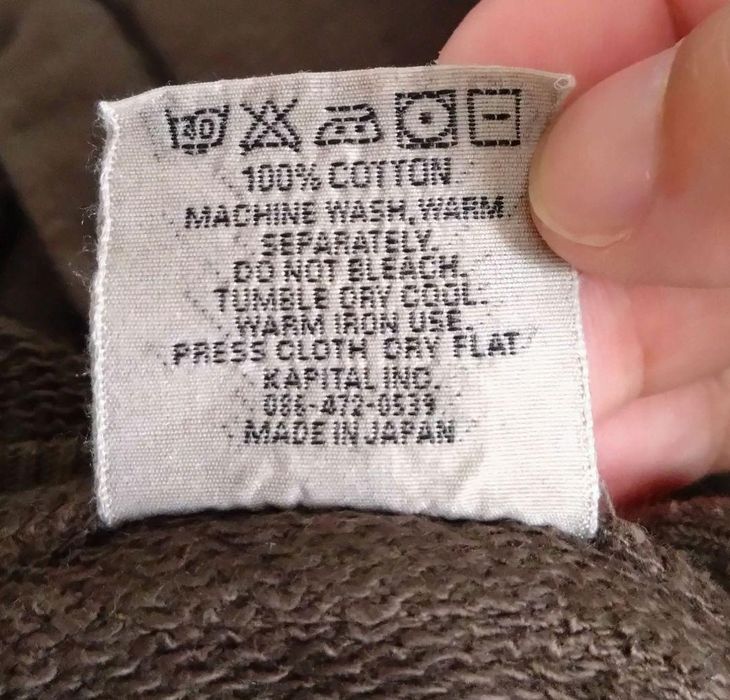 40
100% COTTON
MACHINE WASH, WARM
SEPARATELY.
DO NOT BLEACH.
TUMBLE DRY COOL.
WARM IRON USE.
PRESS CLOTH DRY FLAT
KAPITAL INC.
086-472-0539
MADE IN JAPAN